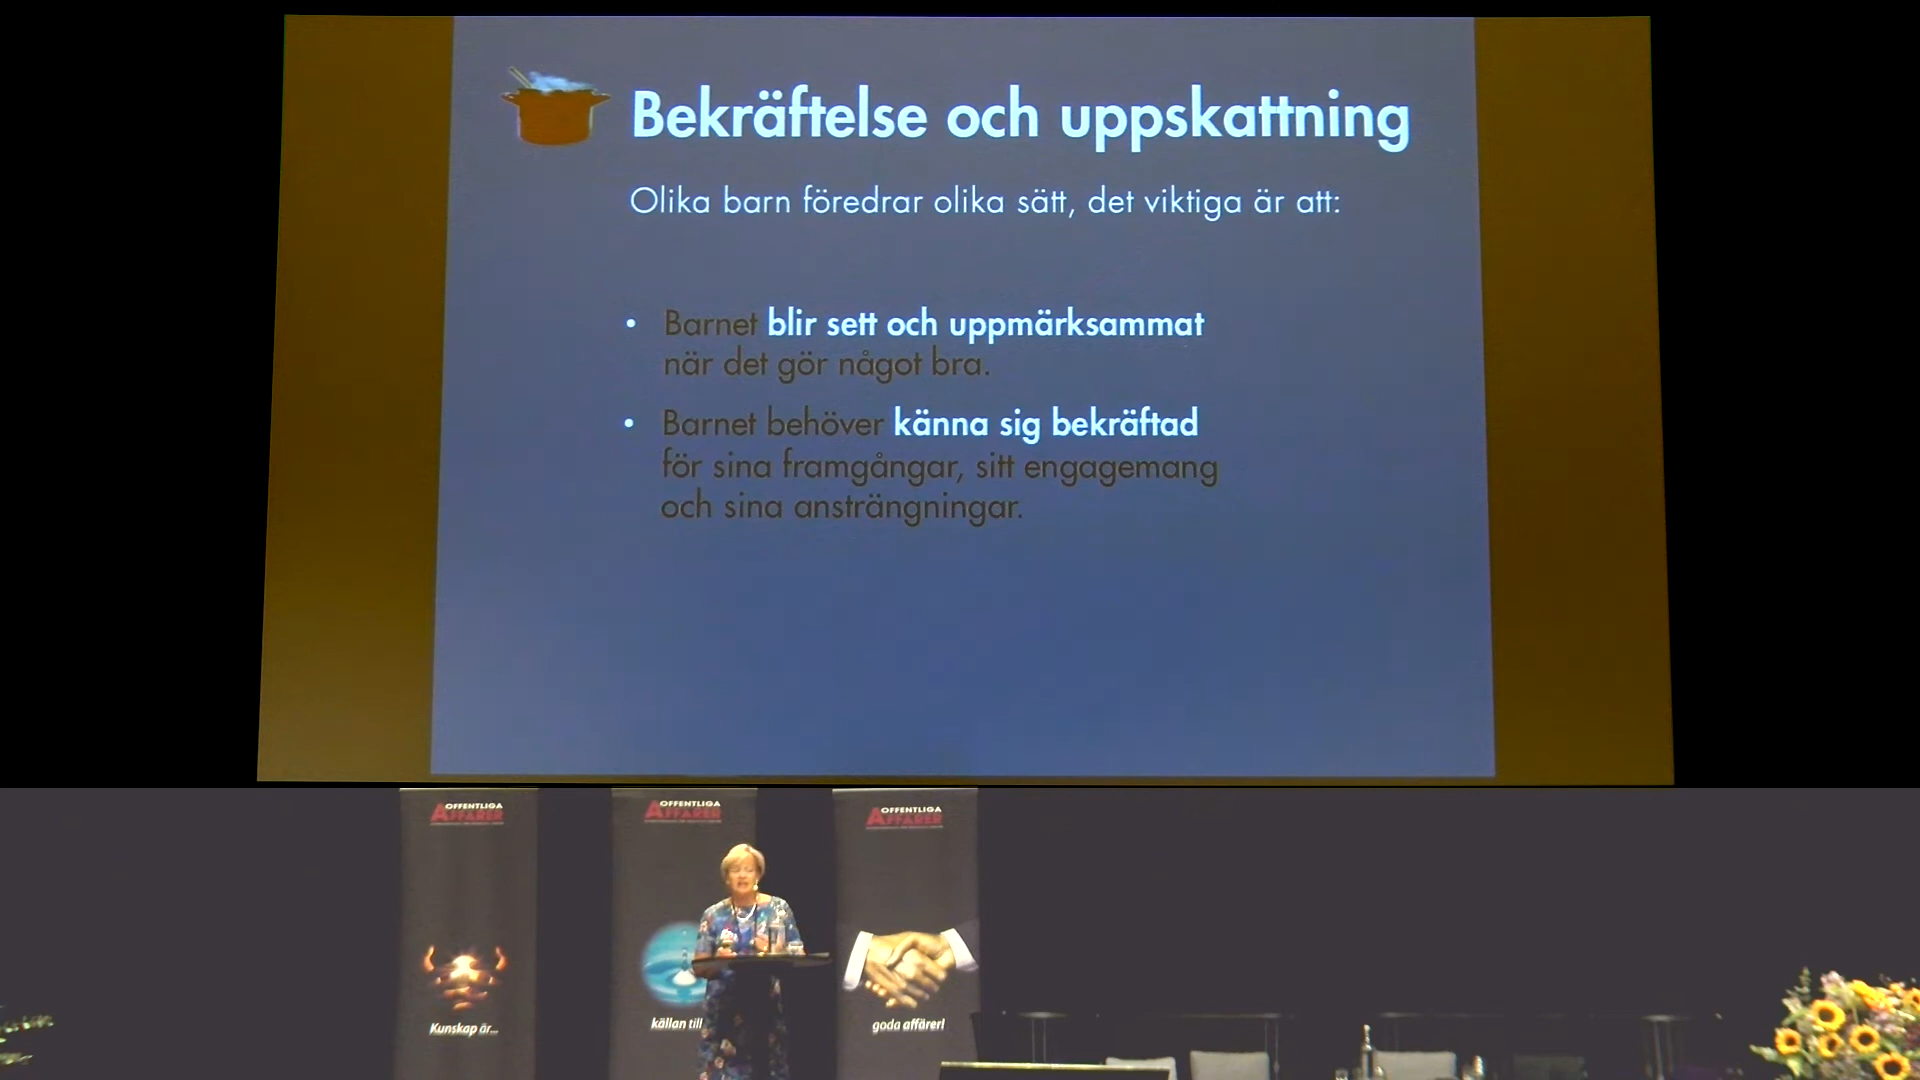 Bekräftelse och uppskattning
Olika barn föredrar olika sätt, det viktiga är att:
• Barnet blir sett och uppmärksammat
när det gör något bra.
• Barnet behöver känna sig bekräftad
för sina framgångar, sitt engagemang
och sina ansträngningar.
OFFENTLIGA
AFFÄRER
Kunskap är...
OFFENTLIGA
AFFÄRER
källan till
OFFENTLIGA
AFFÄRER
goda affärer!